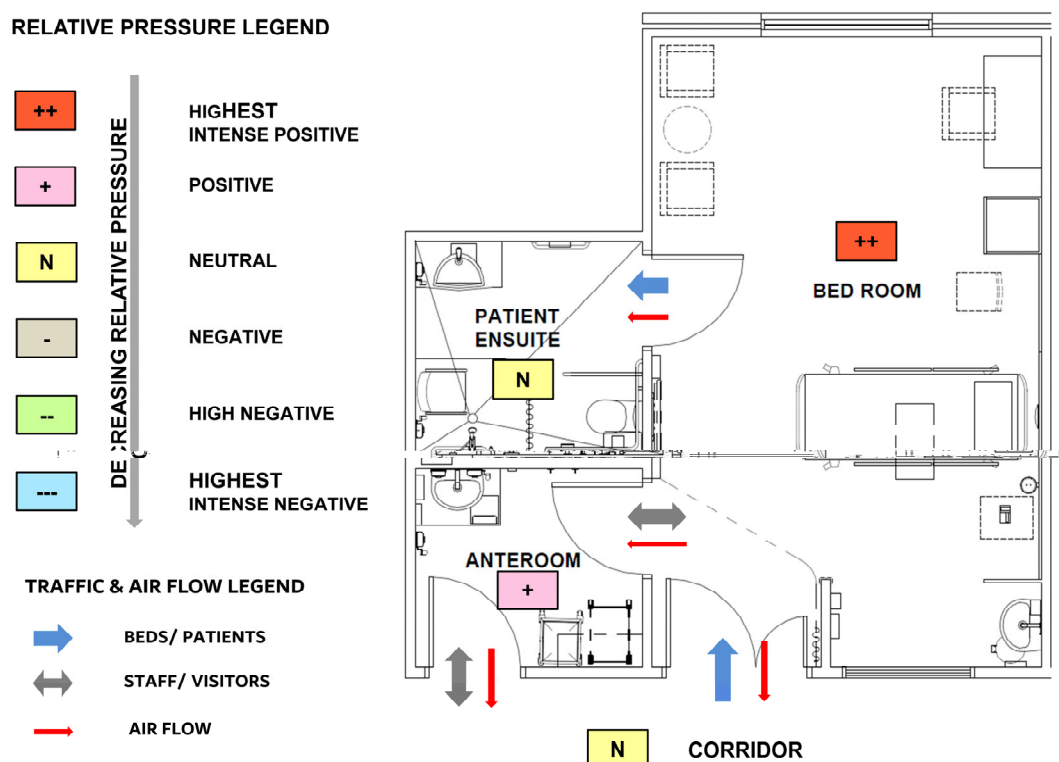 RELATIVE PRESSURE LEGEND
++
HIGHEST
INTENSE POSITIVE
+
POSITIVE
N
NEUTRAL
-
NEGATIVE
--
HIGH NEGATIVE
---
HIGHEST
INTENSE NEGATIVE
DECREASING RELATIVE PRESSURE
TRAFFIC & AIR FLOW LEGEND
BEDS/ PATIENTS
STAFF/ VISITORS
AIR FLOW
++
BED ROOM
PATIENT
ENSUITE
N
ANTEROOM
+
N
CORRIDOR